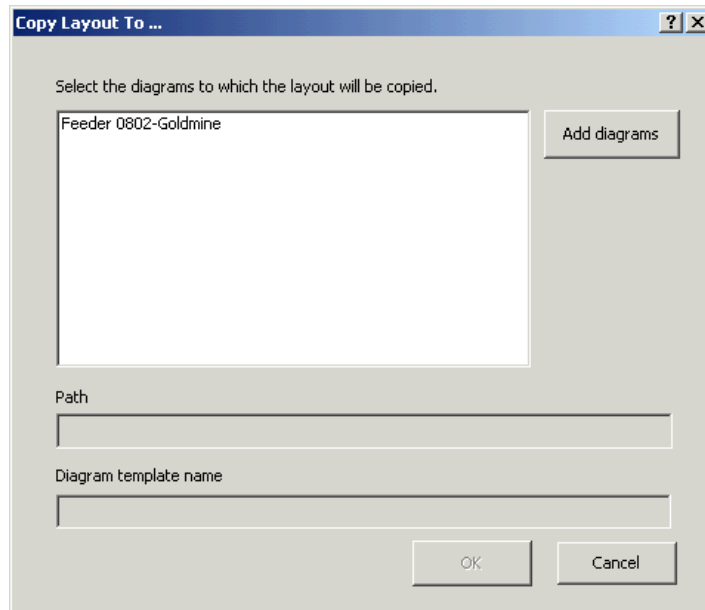 Copy Layout To ...
Select the diagrams to which the layout will be copied.
Feeder 0802-Goldmine
Add diagrams
Path
Diagram template name
OK
Cancel